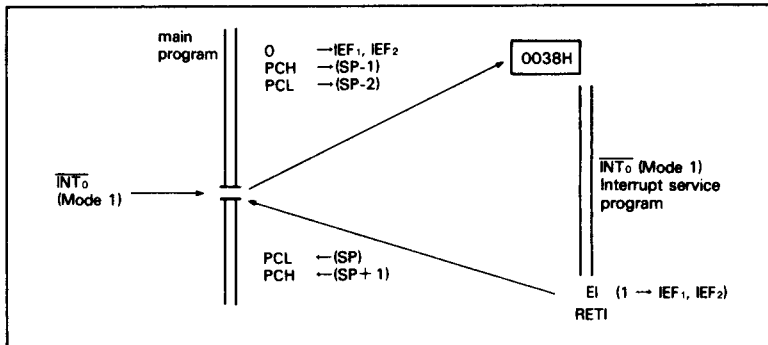 main
program
O →IEF₁, IEF₂
PCH →(SP-1)
PCL →(SP-2)
0038H
INT₀
(Mode 1)
INT₀ (Mode 1)
Interrupt service
program
PCL ←(SP)
PCH ←(SP+1)
EI (1 → IEF₁, IEF₂)
RETI